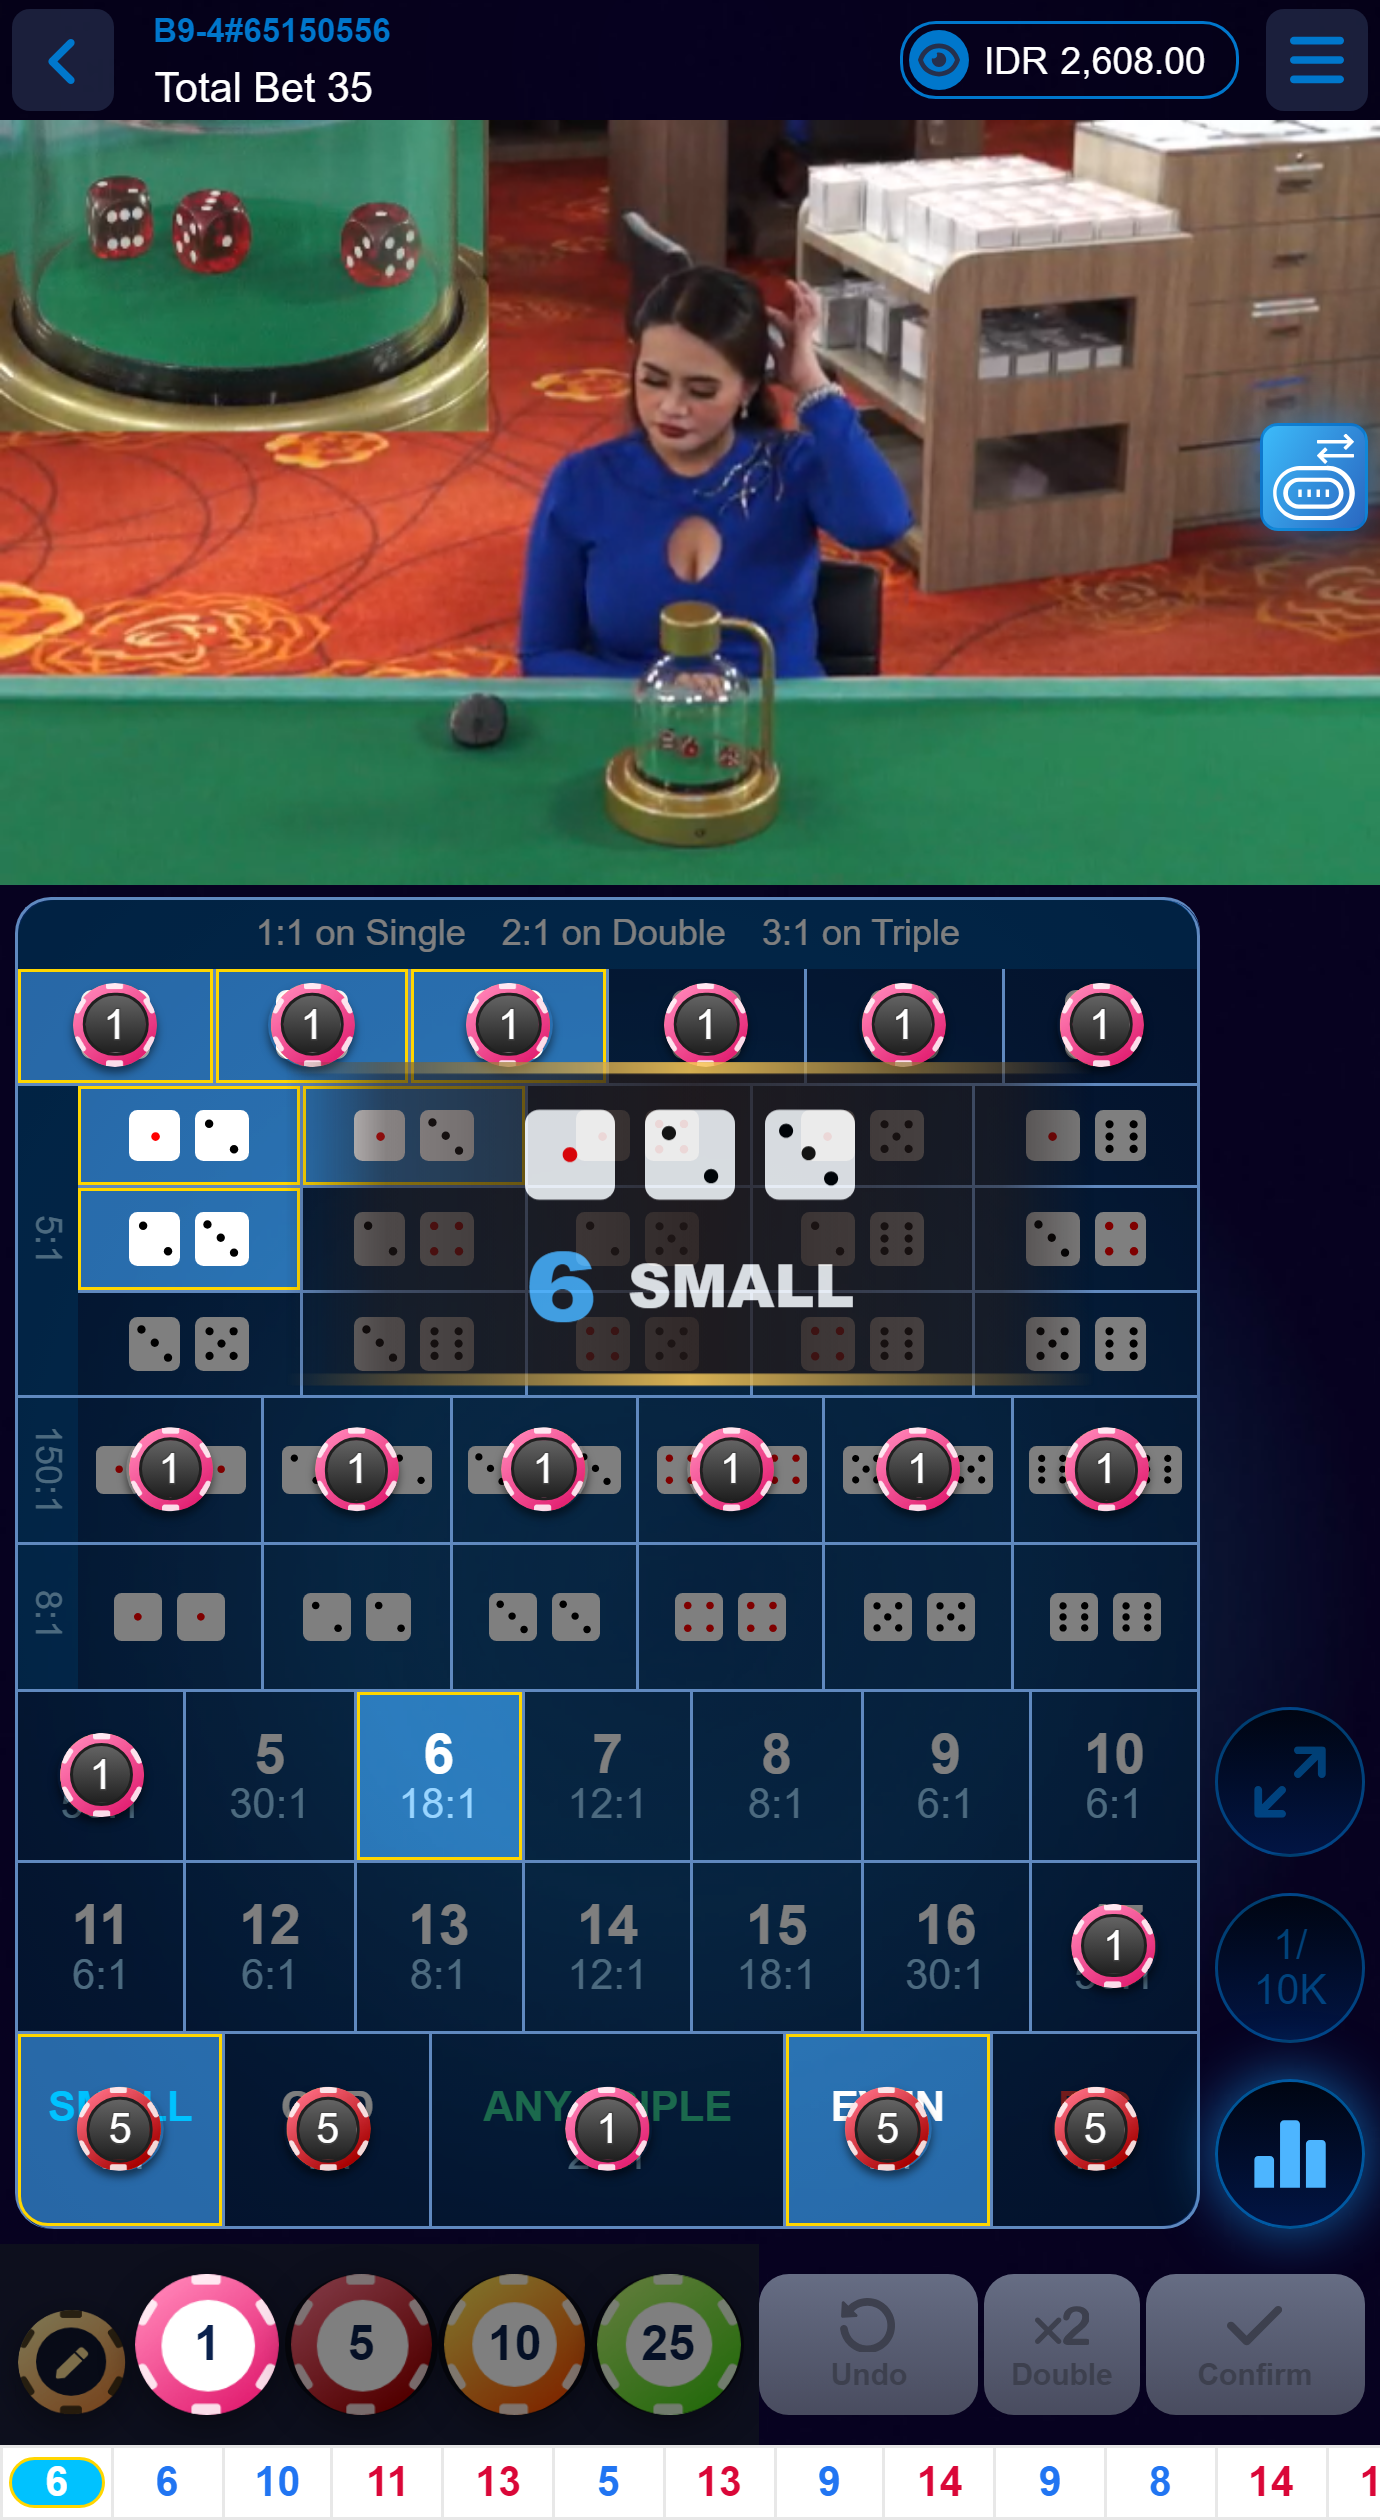 B9-4#65150556
Total Bet 35
IDR 2,608.00
1:1 on Single 2:1 on Double 3:1 on Triple
1 1 1 1 1 1
5:1
6 SMALL
150:1
1 1 1 1 1 1
8:1
1
5 6 7 8 9 10
30:1 18:1 12:1 8:1 6:1 6:1
11 12 13 14 15 16
1
6:1 6:1 8:1 12:1 18:1 30:1
5 5 1 5 5
1/
10K
1 5 10 25
x2
Undo Double Confirm
6 6 10 11 13 5 13 9 14 9 8 14